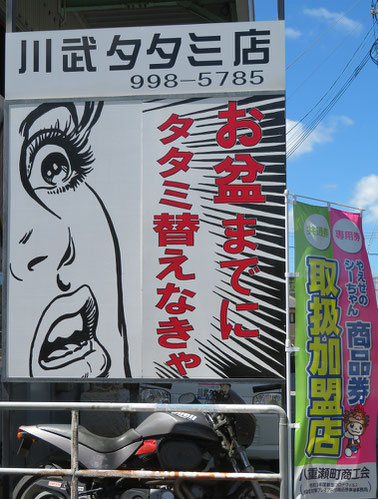 川武タタミ店
998-5785
お盆までに
タタミ替えなきゃ
専用券
やえせの
シーちゃん
商品券
取扱加盟店
八重瀬町商工会